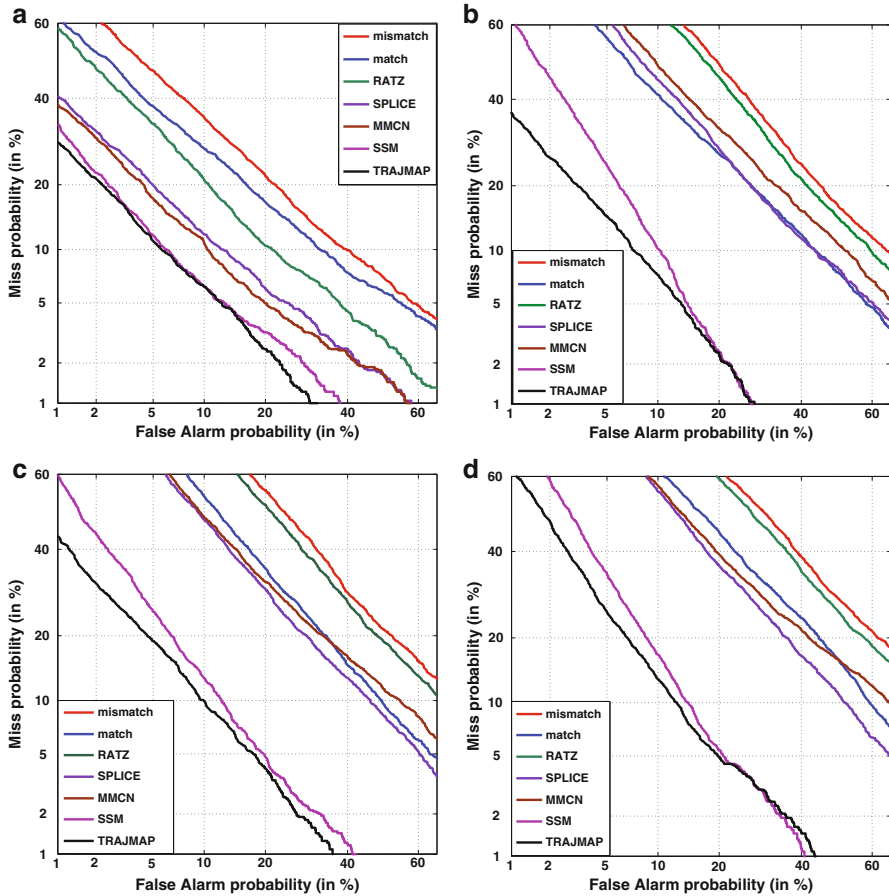 a
60
40
20
10
5
2
1
1
2
5
10
20
40
60
Miss probability (in %)
False Alarm probability (in %)
mismatch
match
RATZ
SPLICE
MMCN
SSM
TRAJMAP
b
60
40
20
10
5
2
1
1
2
5
10
20
40
60
Miss probability (in %)
False Alarm probability (in %)
mismatch
match
RATZ
SPLICE
MMCN
SSM
TRAJMAP
c
60
40
20
10
5
2
1
1
2
5
10
20
40
60
Miss probability (in %)
False Alarm probability (in %)
mismatch
match
RATZ
SPLICE
MMCN
SSM
TRAJMAP
d
60
40
20
10
5
2
1
1
2
5
10
20
40
60
Miss probability (in %)
False Alarm probability (in %)
mismatch
match
RATZ
SPLICE
MMCN
SSM
TRAJMAP